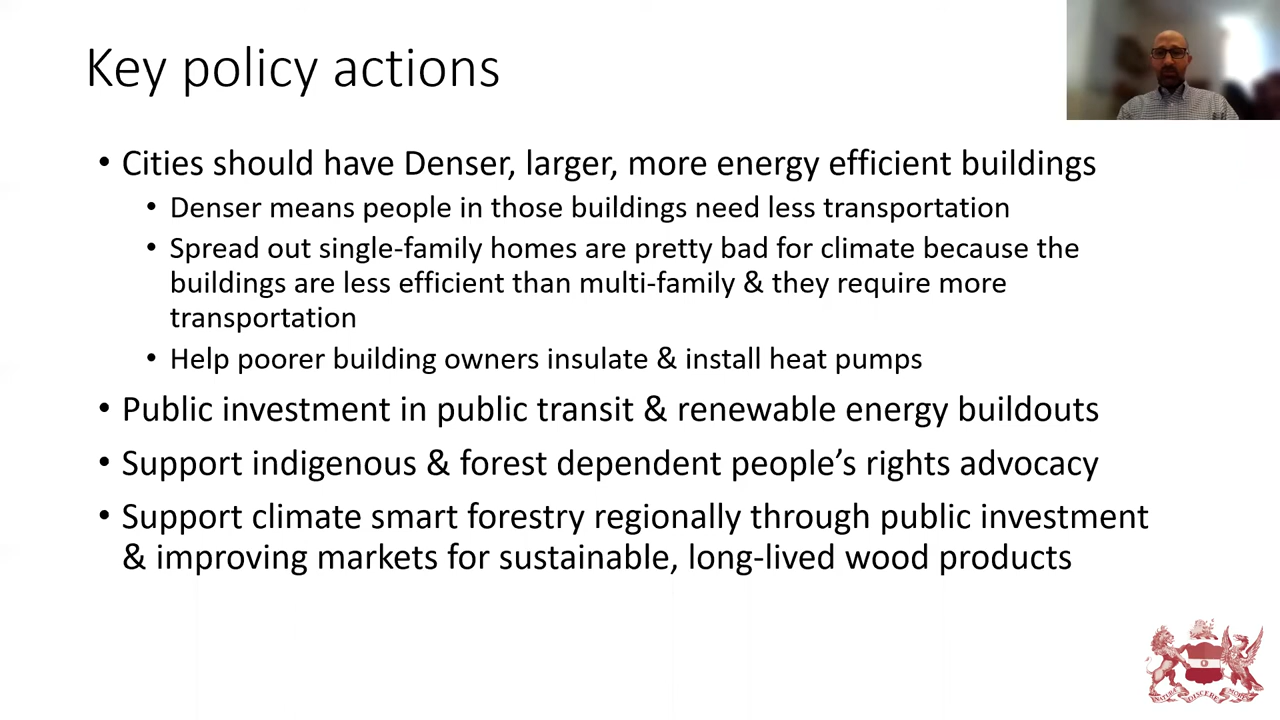 Key policy actions
• Cities should have Denser, larger, more energy efficient buildings
• Denser means people in those buildings need less transportation
• Spread out single-family homes are pretty bad for climate because the
buildings are less efficient than multi-family & they require more
transportation
• Help poorer building owners insulate & install heat pumps
• Public investment in public transit & renewable energy buildouts
• Support indigenous & forest dependent people’s rights advocacy
• Support climate smart forestry regionally through public investment
& improving markets for sustainable, long-lived wood products
DISCERE